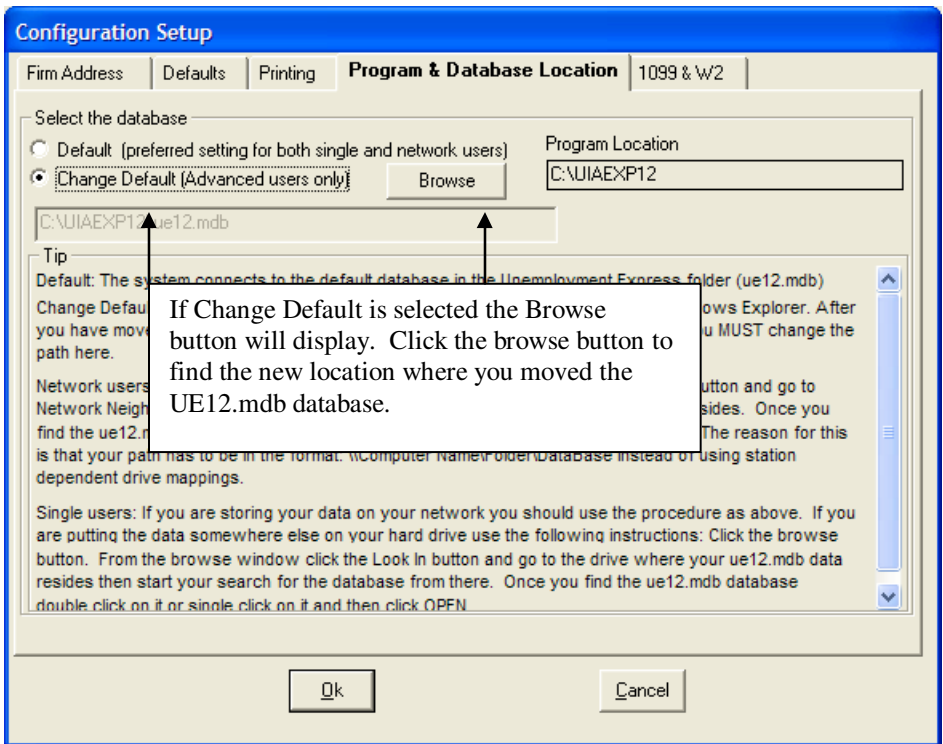 Configuration Setup
Firm Address Defaults Printing Program & Database Location 1099 & W2
Select the database
Default (preferred setting for both single and network users)
Program Location
Change Default (Advanced users only)
Browse
C:\UIAEXP12
C:\UIAEXP12 ue12.mdb
Tip
Default: The system connects to the default database in the Unemployment Express folder (ue12.mdb)
Change Defau ows Explorer. After
you have move u MUST change the
path here.
If Change Default is selected the Browse
button will display. Click the browse button to
find the new location where you moved the
UE12.mdb database.
Network users utton and go to
Network Neigh sides. Once you
find the ue12.m The reason for this
is that your path has to be in the format: \\Computer Name\Folder\DataBase instead of using station
dependent drive mappings.
Single users: If you are storing your data on your network you should use the procedure as above. If you
are putting the data somewhere else on your hard drive use the following instructions: Click the browse
button. From the browse window click the Look In button and go to the drive where your ue12.mdb data
resides then start your search for the database from there. Once you find the ue12.mdb database
double click on it or single click on it and then click OPEN
Ok
Cancel